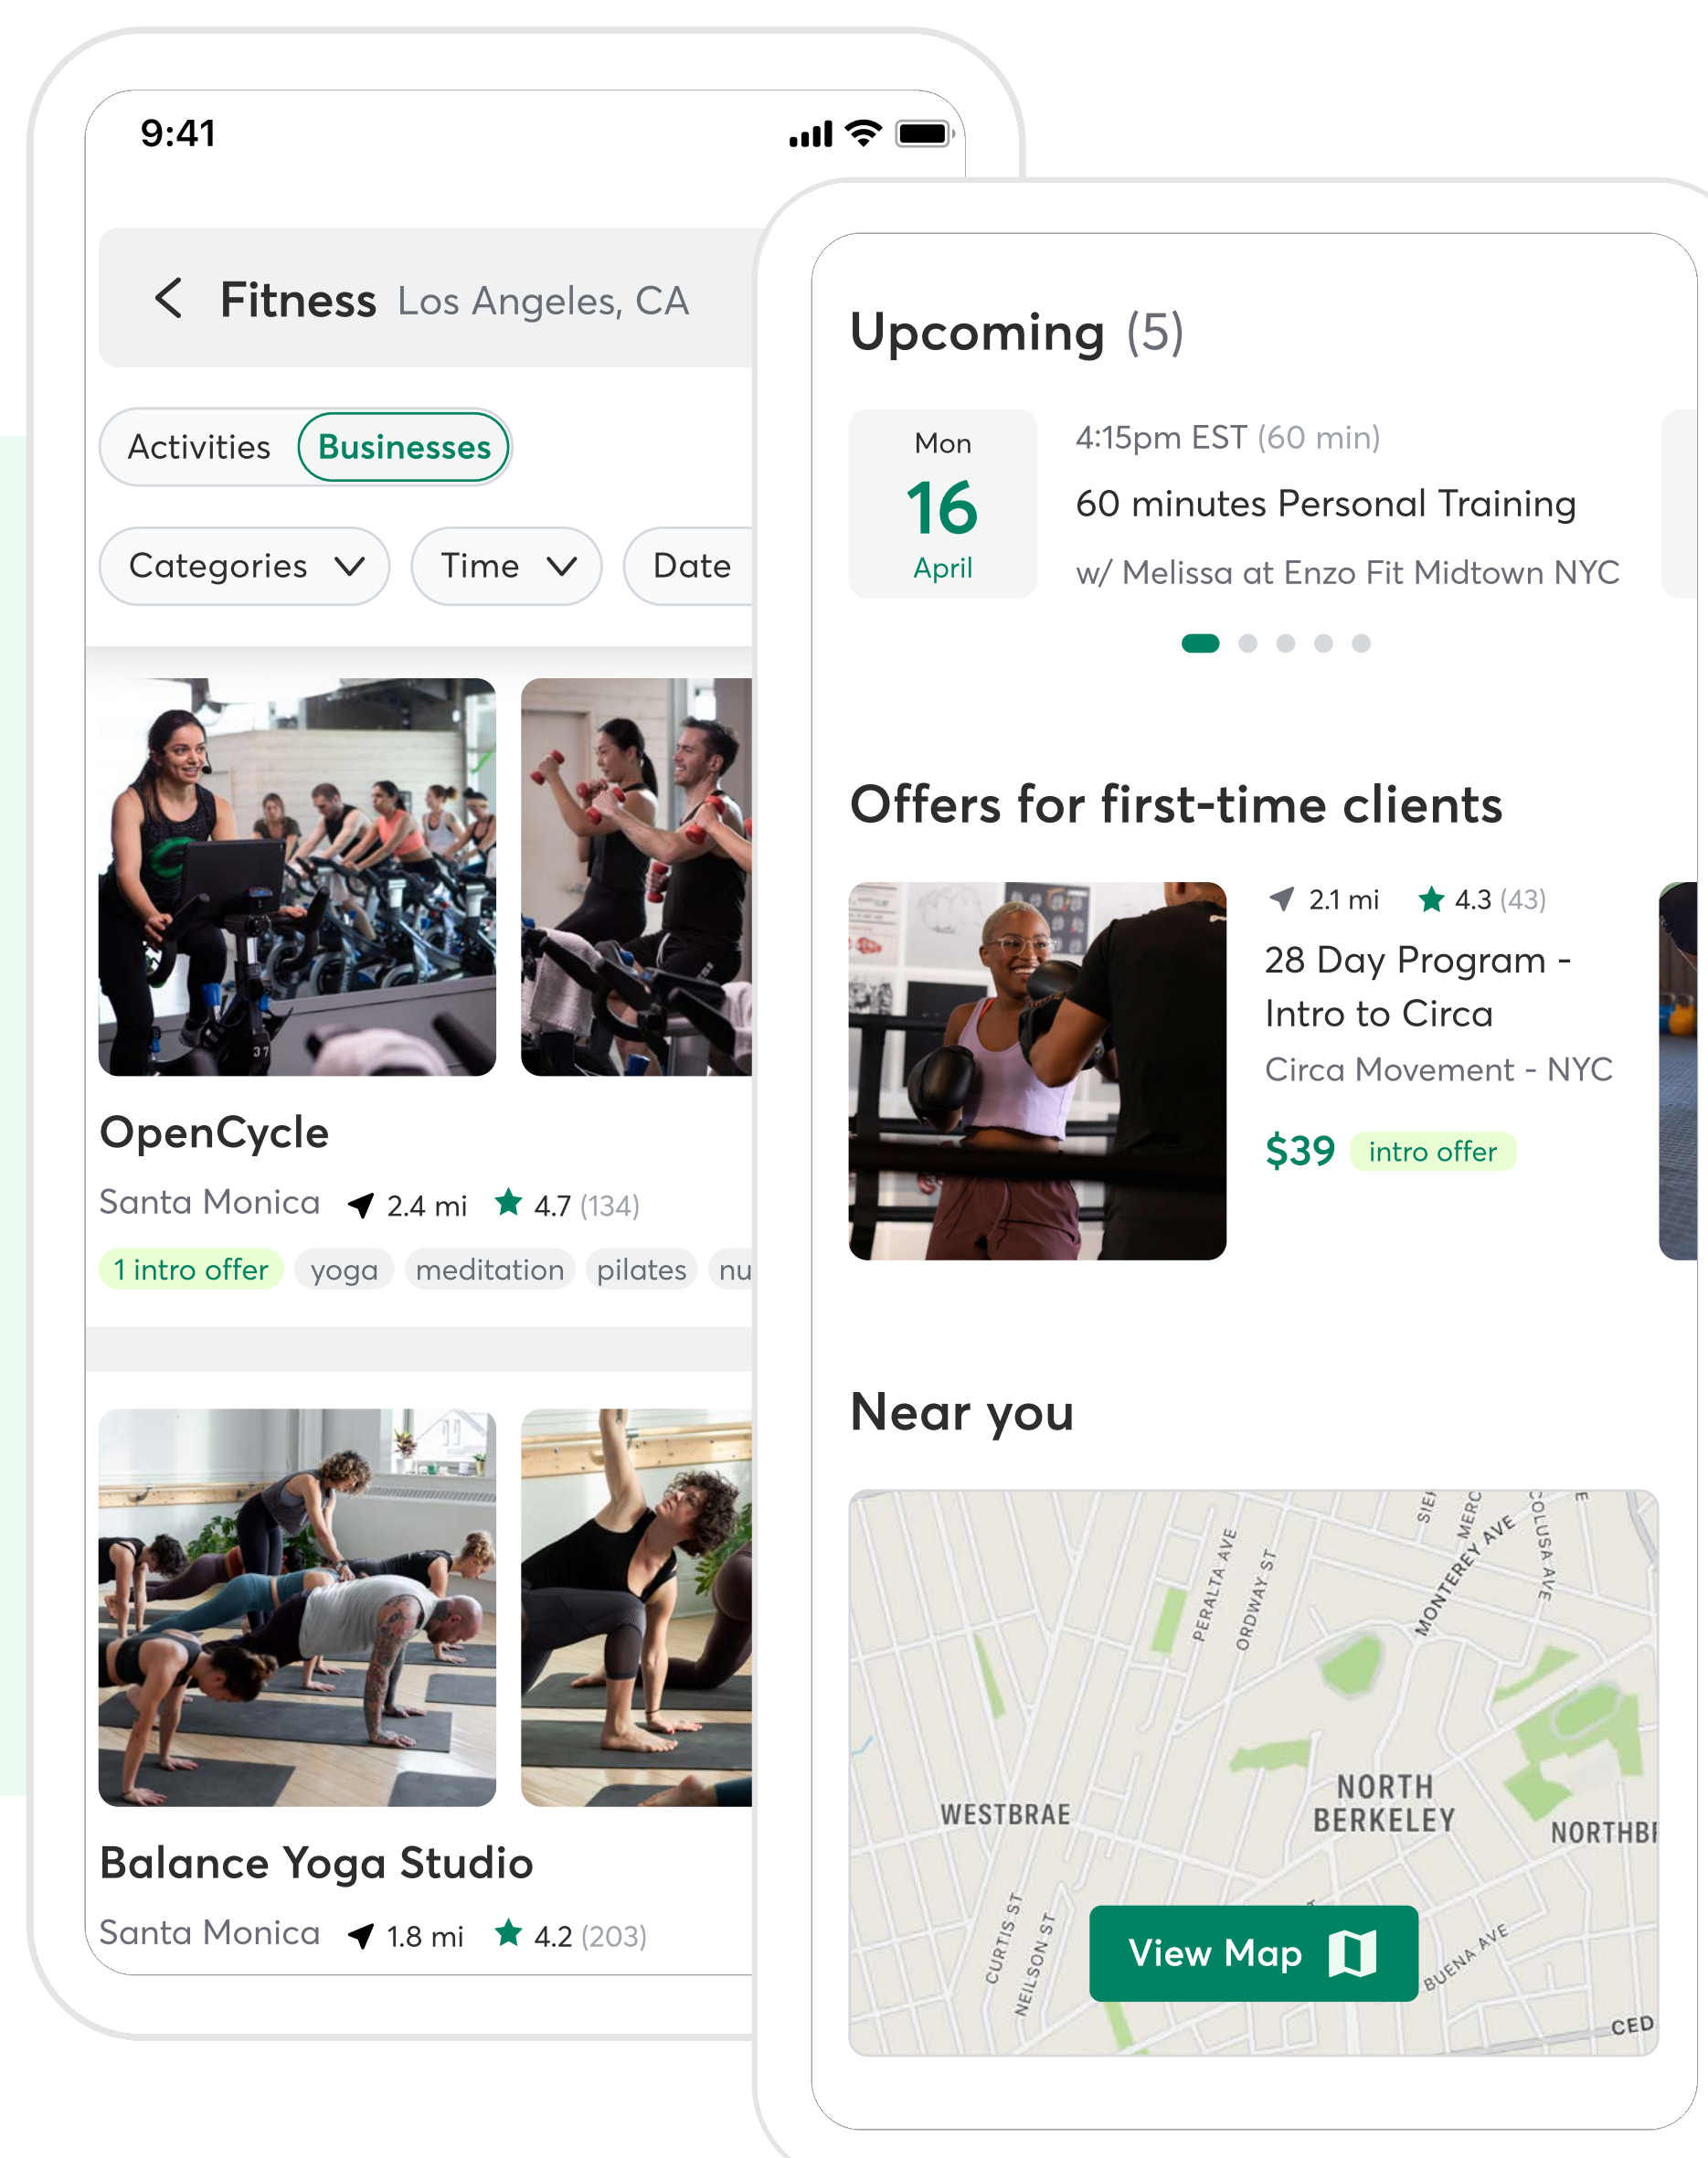 9:41
Fitness Los Angeles, CA
Activities Businesses
Categories Time Date
37
OpenCycle
Santa Monica 2.4 mi 4.7 (134)
1 intro offer yoga meditation pilates nu
Balance Yoga Studio
Santa Monica 1.8 mi 4.2 (203)
Upcoming (5)
Mon
16
April
4:15pm EST (60 min)
60 minutes Personal Training
w/ Melissa at Enzo Fit Midtown NYC
Offers for first-time clients
2.1 mi 4.3 (43)
28 Day Program -
Intro to Circa
Circa Movement - NYC
$39 intro offer
Near you
PERALTA AVE
ORDWAY ST
MERC
MONTEREY AVE
COLUSA AVE
WESTBRAE
NORTH
BERKELEY
NORTHB
CURTIS ST
NEILSON ST
View Map
BUENA AVE
CED